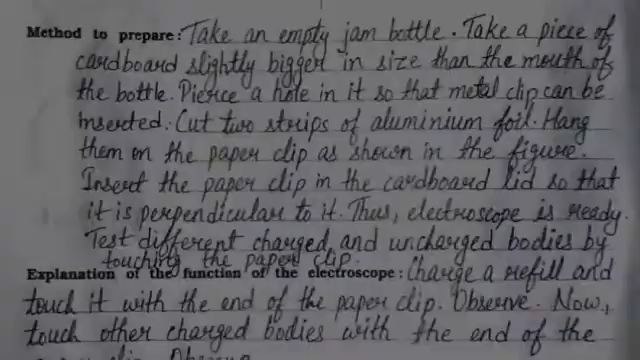 Method to prepare: Take an empty jam bottle. Take a piece of
cardboard slightly bigger in size than the mouth of
the bottle. Pierce a hole in it so that metal clip can be
inserted. Cut two strips of aluminium foil. Hang
them on the paper clip as shown in the figure.
Insert the paper clip in the cardboard lid so that
it is perpendicular to it. Thus, electroscope is ready.
Test different charged, and uncharged bodies by
touching the paper clip.
Explanation of the function of the electroscope: Charge a refill and
touch it with the end of the paper clip. Observe. Now,
touch other charged bodies with the end of the